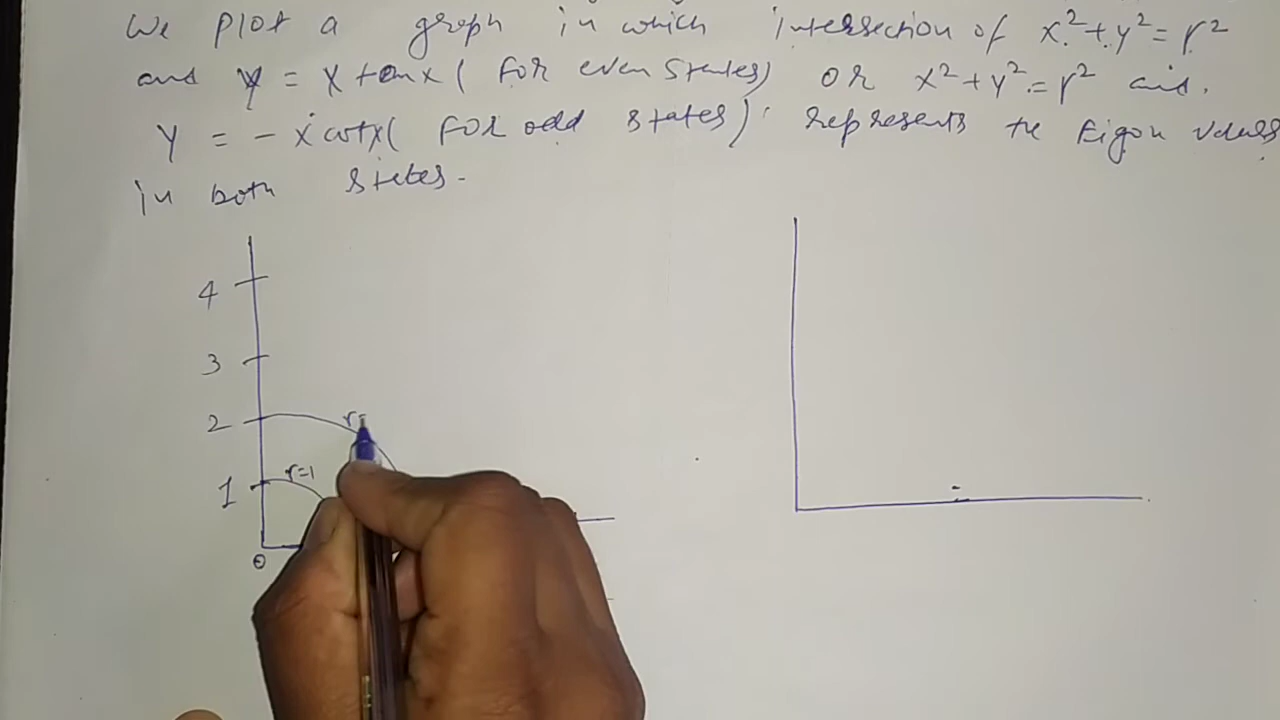 We plot a graph in which intersection of x² + y² = r²
and y = x tanx ( For even states) or x² + y² = r² and
y = - x cotx ( For odd states) represents the Eigen values
in both states.
4
3
2 r=
1 r=1
0